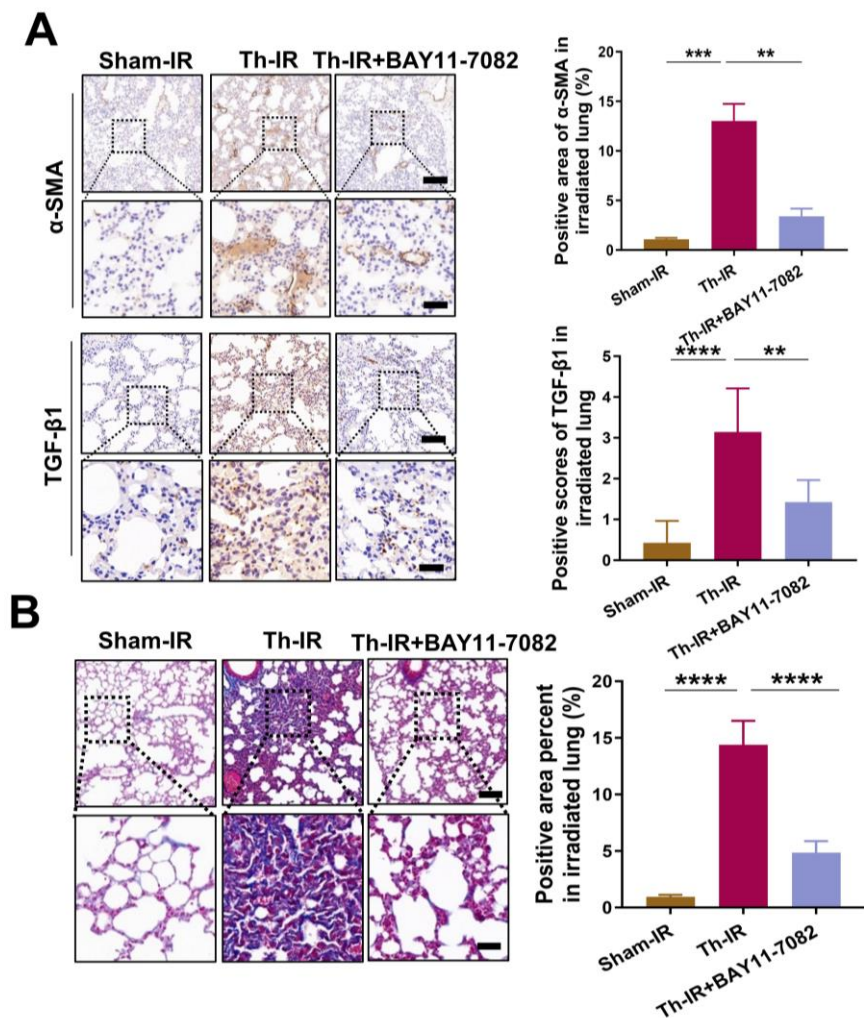 A
Sham-IR
Th-IR
Th-IR+BAY11-7082
α-SMA
TGF-β1
Positive area of α-SMA in
irradiated lung (%)
20
15
10
5
0
***
**
Sham-IR
Th-IR
Th-IR+BAY11-7082
Positive scores of TGF-β1 in
irradiated lung
5
4
3
2
1
0
****
**
Sham-IR
Th-IR
Th-IR+BAY11-7082
B
Sham-IR
Th-IR
Th-IR+BAY11-7082
Positive area percent
in irradiated lung (%)
20
15
10
5
0
****
****
Sham-IR
Th-IR
Th-IR+BAY11-7082